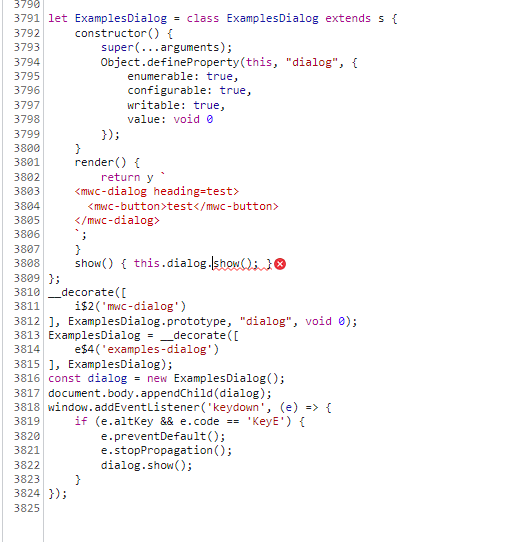 3790
3791 let ExamplesDialog = class ExamplesDialog extends s {
3792     constructor() {
3793         super(...arguments);
3794         Object.defineProperty(this, "dialog", {
3795             enumerable: true,
3796             configurable: true,
3797             writable: true,
3798             value: void 0
3799         });
3800     }
3801     render() {
3802         return y `
3803     <mwc-dialog heading=test>
3804       <mwc-button>test</mwc-button>
3805     </mwc-dialog>
3806     `;
3807     }
3808     show() { this.dialog.show(); }
3809 };
3810 __decorate([
3811     i$2('mwc-dialog')
3812 ], ExamplesDialog.prototype, "dialog", void 0);
3813 ExamplesDialog = __decorate([
3814     e$4('examples-dialog')
3815 ], ExamplesDialog);
3816 const dialog = new ExamplesDialog();
3817 document.body.appendChild(dialog);
3818 window.addEventListener('keydown', (e) => {
3819     if (e.altKey && e.code == 'KeyE') {
3820         e.preventDefault();
3821         e.stopPropagation();
3822         dialog.show();
3823     }
3824 });
3825